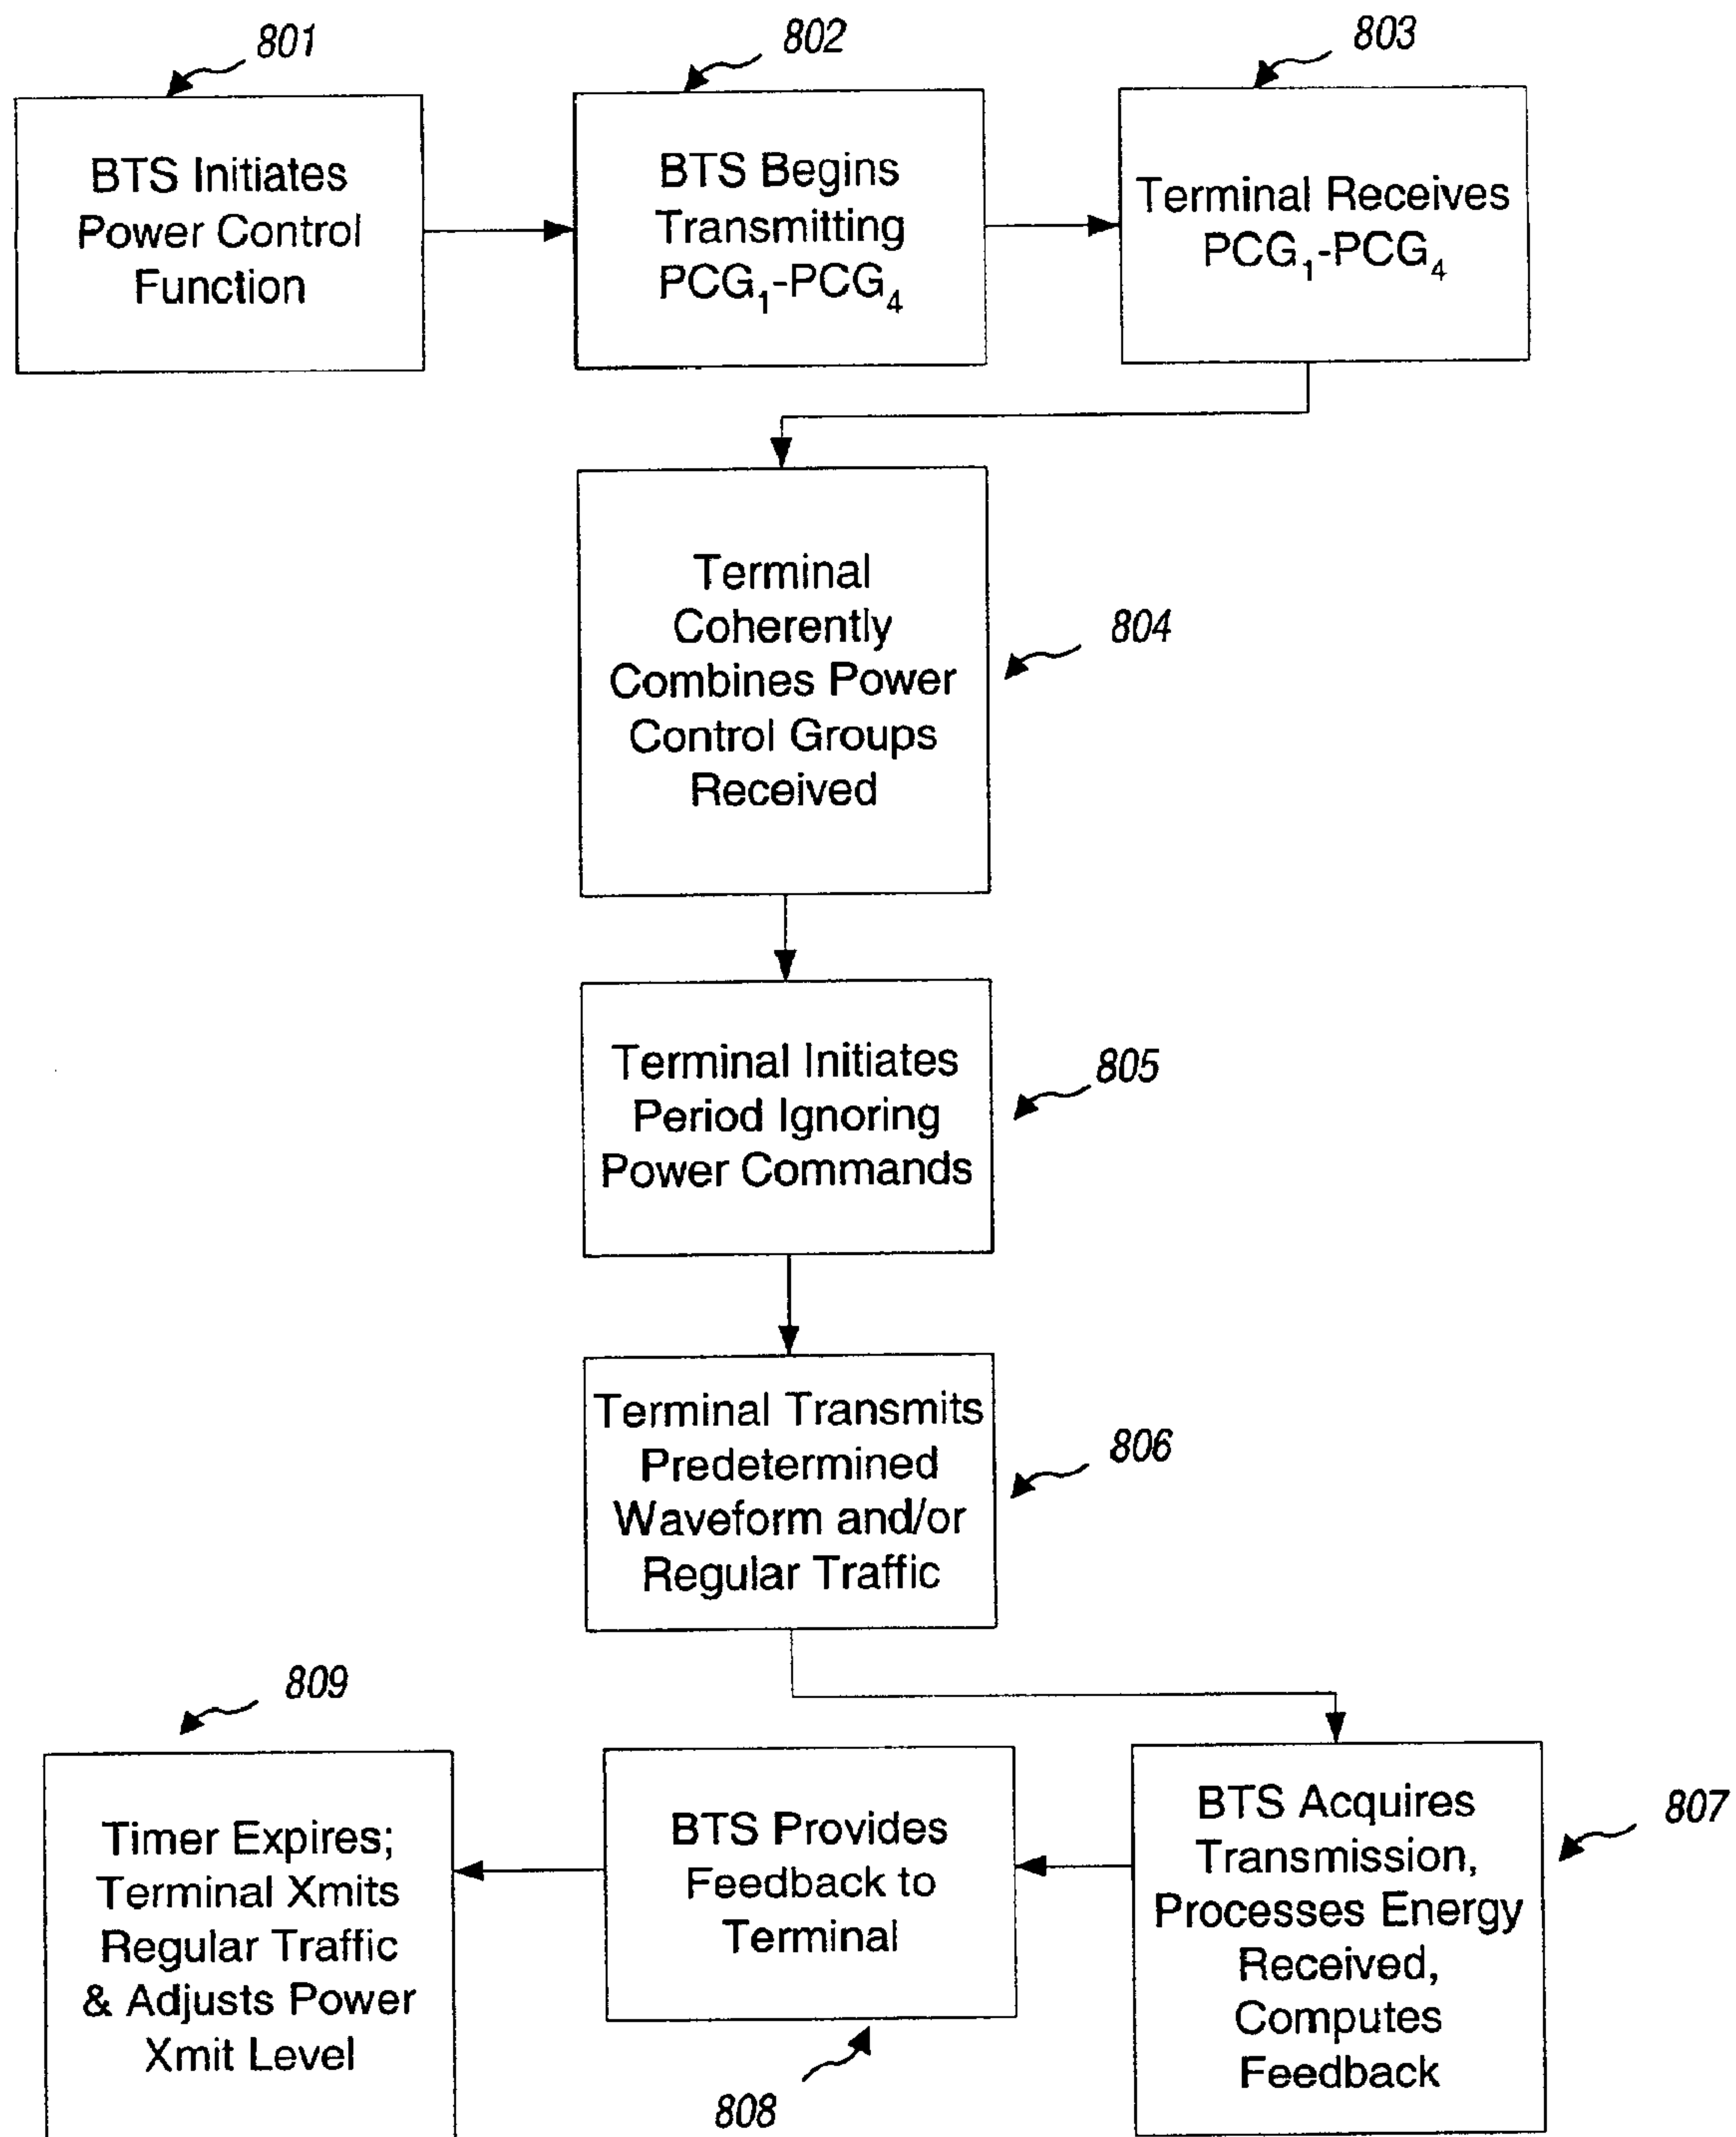 801
BTS Initiates
Power Control
Function
802
BTS Begins
Transmitting
PCG₁-PCG₄
803
Terminal Receives
PCG₁-PCG₄
Terminal
Coherently
Combines Power
Control Groups
Received
804
Terminal Initiates
Period Ignoring
Power Commands
805
Terminal Transmits
Predetermined
Waveform and/or
Regular Traffic
806
BTS Acquires
Transmission,
Processes Energy
Received,
Computes
Feedback
807
BTS Provides
Feedback to
Terminal
808
809
Timer Expires;
Terminal Xmits
Regular Traffic
& Adjusts Power
Xmit Level